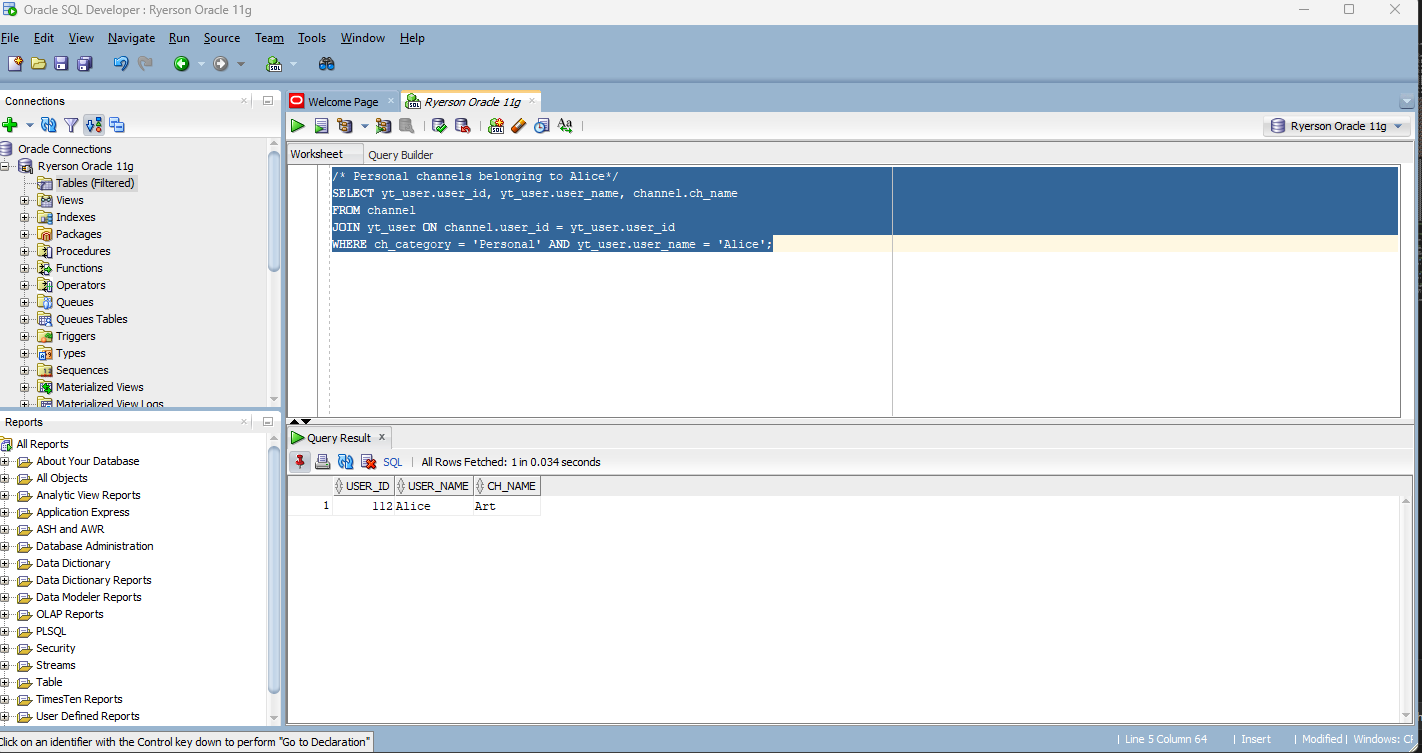 Oracle SQL Developer : Ryerson Oracle 11g
File Edit View Navigate Run Source Team Tools Window Help
Connections
Oracle Connections
Ryerson Oracle 11g
Tables (Filtered)
Views
Indexes
Packages
Procedures
Functions
Operators
Queues
Queues Tables
Triggers
Types
Sequences
Materialized Views
Materialized View Logs
Reports
All Reports
About Your Database
All Objects
Analytic View Reports
Application Express
ASH and AWR
Database Administration
Data Dictionary
Data Dictionary Reports
Data Modeler Reports
OLAP Reports
PLSQL
Security
Streams
Table
TimesTen Reports
User Defined Reports
Welcome Page
Ryerson Oracle 11g
Ryerson Oracle 11g
Worksheet Query Builder
/* Personal channels belonging to Alice*/
SELECT yt_user.user_id, yt_user.user_name, channel.ch_name
FROM channel
JOIN yt_user ON channel.user_id = yt_user.user_id
WHERE ch_category = 'Personal' AND yt_user.user_name = 'Alice';
Query Result
SQL | All Rows Fetched: 1 in 0.034 seconds
USER_ID USER_NAME CH_NAME
1 112 Alice Art
Click on an identifier with the Control key down to perform "Go to Declaration"
| Line 5 Column 64 | Insert | Modified | Windows: CF